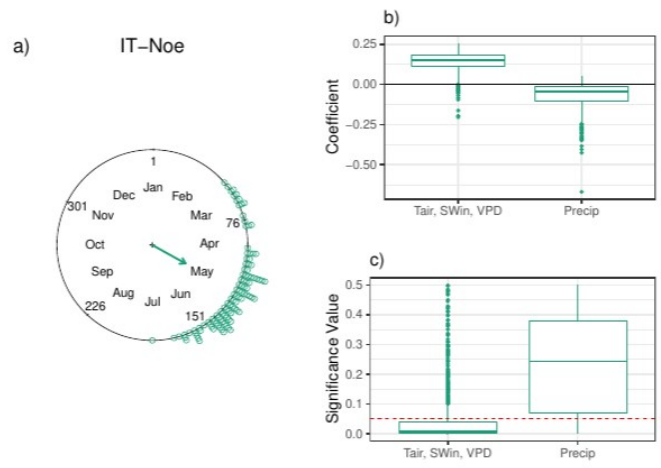 a)
IT−Noe
1
Jan
Feb
Mar
76
Apr
May
Jun
151
Jul
Aug
226
Sep
Oct
Nov
301
Dec
b)
Coefficient
0.25
0.00
−0.25
−0.50
Tair, SWin, VPD
Precip
c)
Significance Value
0.5
0.4
0.3
0.2
0.1
0.0
Tair, SWin, VPD
Precip